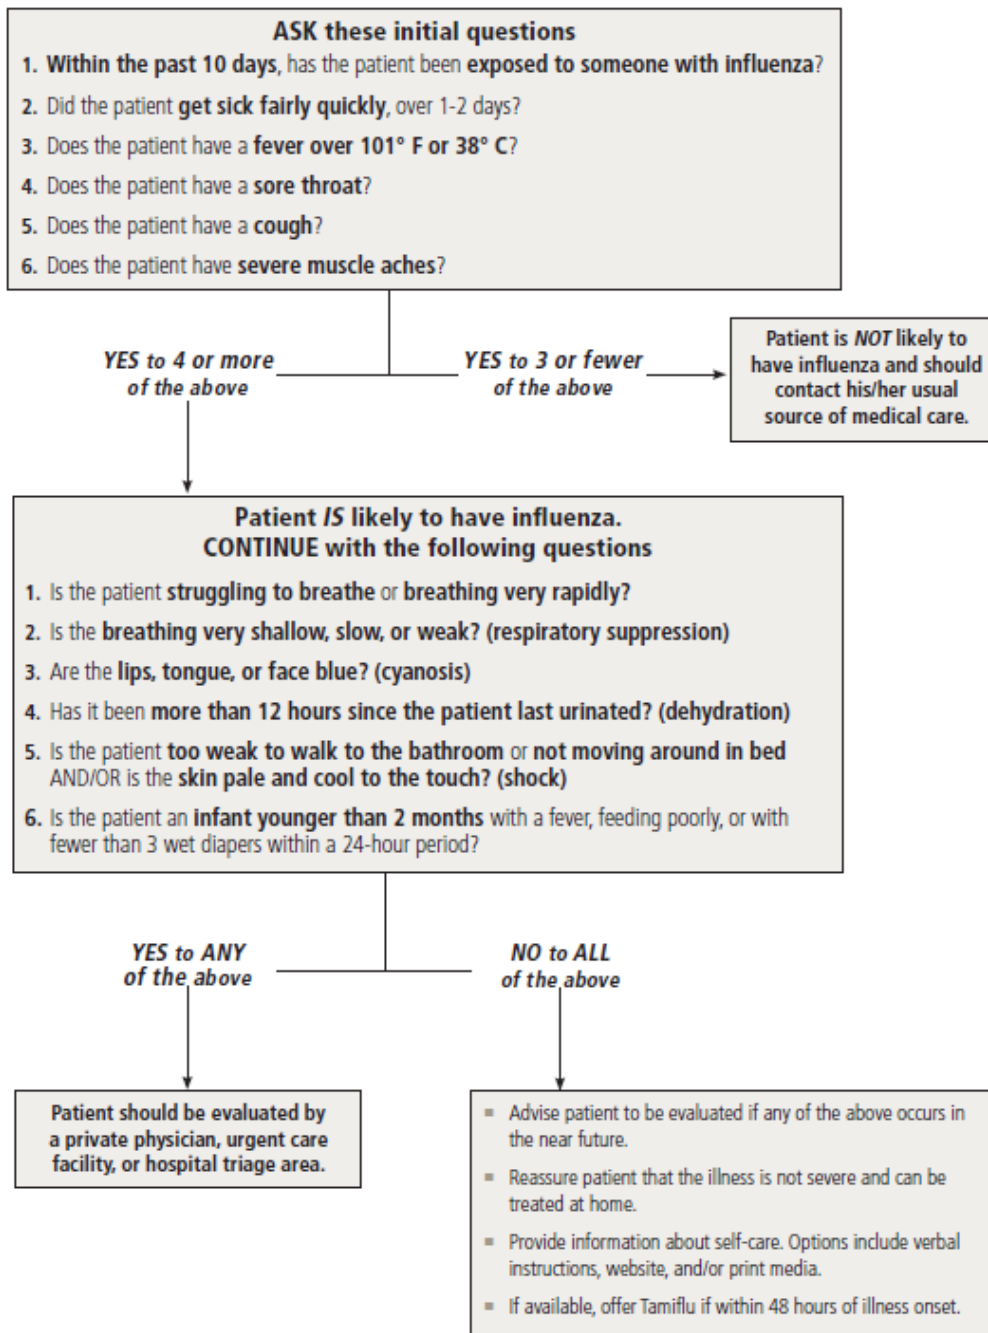 ASK these initial questions
1. Within the past 10 days, has the patient been exposed to someone with influenza?
2. Did the patient get sick fairly quickly, over 1-2 days?
3. Does the patient have a fever over 101° F or 38° C?
4. Does the patient have a sore throat?
5. Does the patient have a cough?
6. Does the patient have severe muscle aches?
YES to 4 or more
of the above
YES to 3 or fewer
of the above
Patient is NOT likely to
have influenza and should
contact his/her usual
source of medical care.
Patient IS likely to have influenza.
CONTINUE with the following questions
1. Is the patient struggling to breathe or breathing very rapidly?
2. Is the breathing very shallow, slow, or weak? (respiratory suppression)
3. Are the lips, tongue, or face blue? (cyanosis)
4. Has it been more than 12 hours since the patient last urinated? (dehydration)
5. Is the patient too weak to walk to the bathroom or not moving around in bed
AND/OR is the skin pale and cool to the touch? (shock)
6. Is the patient an infant younger than 2 months with a fever, feeding poorly, or with
fewer than 3 wet diapers within a 24-hour period?
YES to ANY
of the above
NO to ALL
of the above
Patient should be evaluated by
a private physician, urgent care
facility, or hospital triage area.
■ Advise patient to be evaluated if any of the above occurs in
the near future.
■ Reassure patient that the illness is not severe and can be
treated at home.
■ Provide information about self-care. Options include verbal
instructions, website, and/or print media.
■ If available, offer Tamiflu if within 48 hours of illness onset.